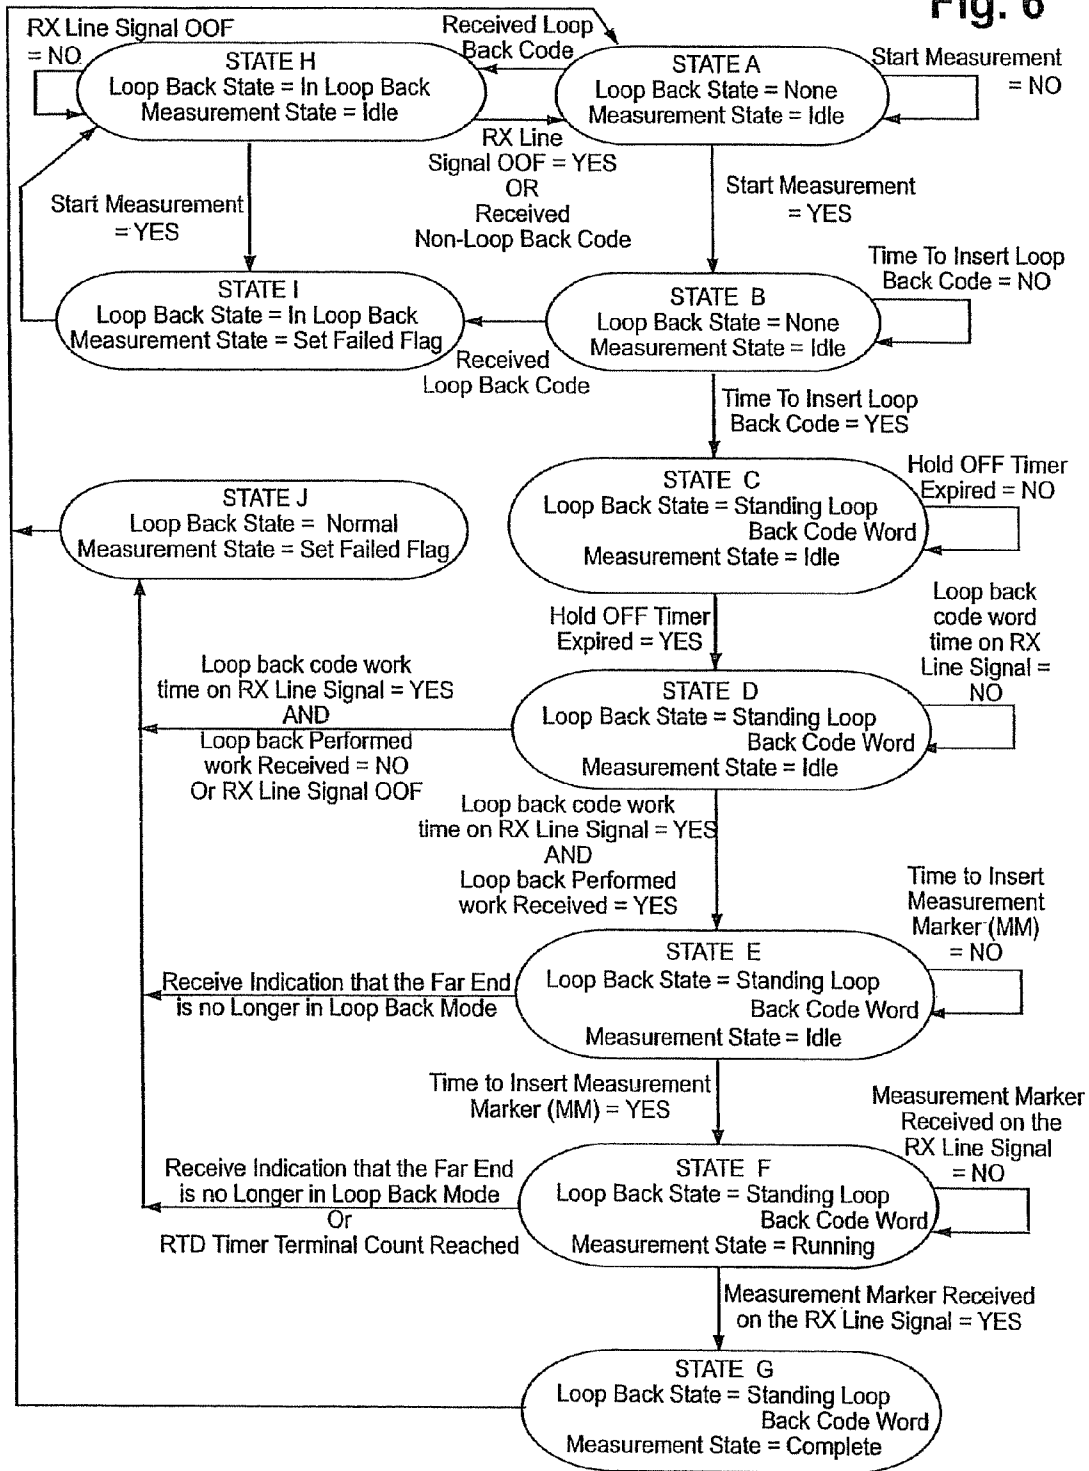 Fig. 6
RX Line Signal OOF
= NO
STATE H
Loop Back State = In Loop Back
Measurement State = Idle
Received Loop
Back Code
STATE A
Loop Back State = None
Measurement State = Idle
Start Measurement
= NO
RX Line
Signal OOF = YES
OR
Received
Non-Loop Back Code
Start Measurement
= YES
Start Measurement
= YES
STATE I
Loop Back State = In Loop Back
Measurement State = Set Failed Flag
Received
Loop Back Code
STATE B
Loop Back State = None
Measurement State = Idle
Time To Insert Loop
Back Code = NO
Time To Insert Loop
Back Code = YES
STATE C
Loop Back State = Standing Loop
Back Code Word
Measurement State = Idle
Hold OFF Timer
Expired = NO
STATE J
Loop Back State = Normal
Measurement State = Set Failed Flag
Hold OFF Timer
Expired = YES
Loop back
code word
time on RX
Line Signal =
NO
STATE D
Loop Back State = Standing Loop
Back Code Word
Measurement State = Idle
Loop back code work
time on RX Line Signal = YES
AND
Loop back Performed
work Received = NO
Or RX Line Signal OOF
Loop back code work
time on RX Line Signal = YES
AND
Loop back Performed
work Received = YES
Time to Insert
Measurement
Marker (MM)
= NO
STATE E
Loop Back State = Standing Loop
Back Code Word
Measurement State = Idle
Receive Indication that the Far End
is no Longer in Loop Back Mode
Time to Insert Measurement
Marker (MM) = YES
Measurement Marker
Received on the
RX Line Signal
= NO
STATE F
Loop Back State = Standing Loop
Back Code Word
Measurement State = Running
Receive Indication that the Far End
is no Longer in Loop Back Mode
Or
RTD Timer Terminal Count Reached
Measurement Marker Received
on the RX Line Signal = YES
STATE G
Loop Back State = Standing Loop
Back Code Word
Measurement State = Complete